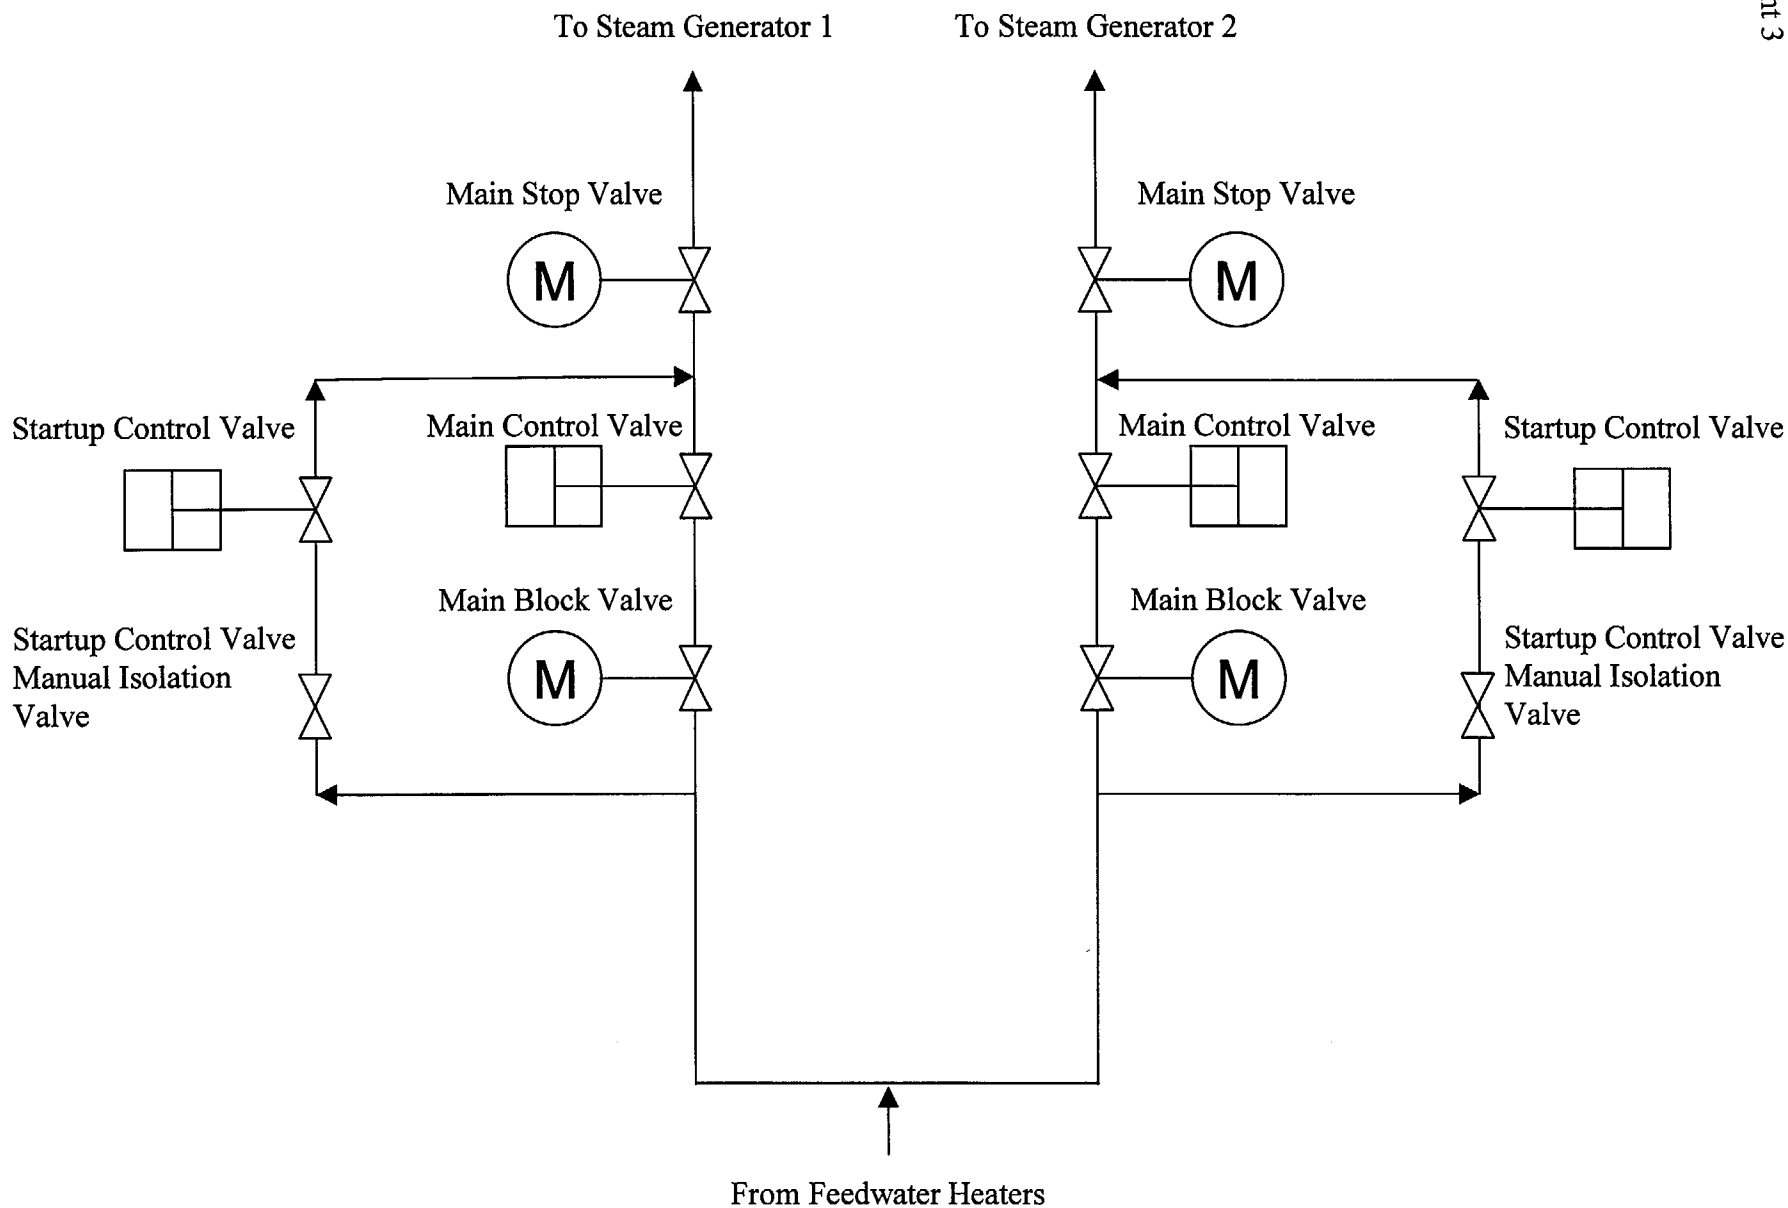 nt 3
To Steam Generator 1
To Steam Generator 2
Main Stop Valve
Main Stop Valve
M
M
Startup Control Valve
Main Control Valve
Main Control Valve
Startup Control Valve
Main Block Valve
Main Block Valve
M
M
Startup Control Valve
Manual Isolation
Valve
Startup Control Valve
Manual Isolation
Valve
From Feedwater Heaters